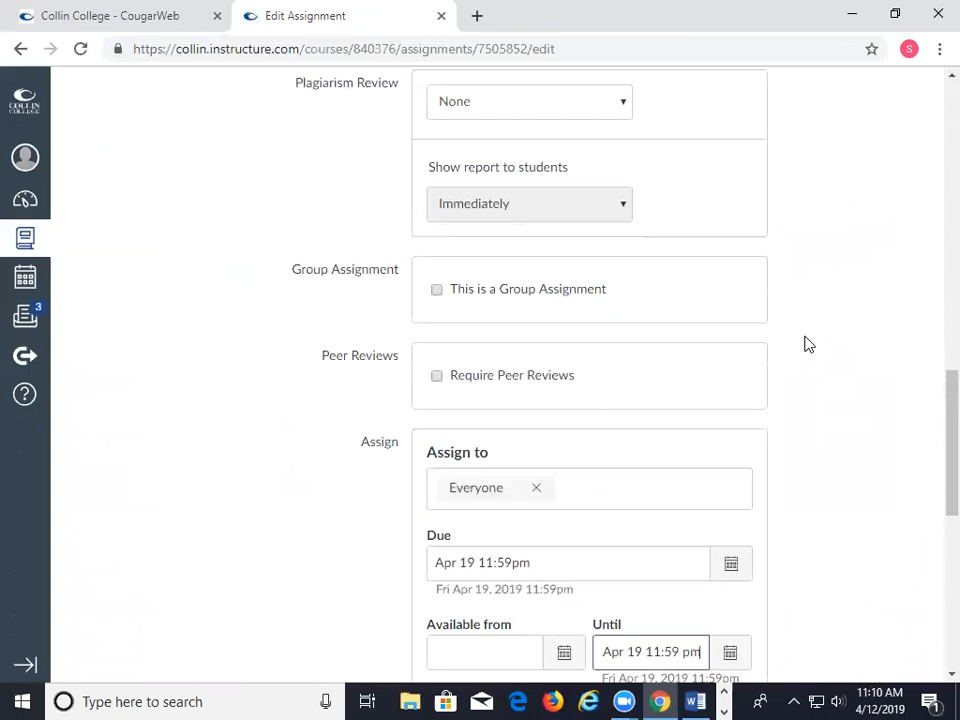 Collin College - CougarWeb
Edit Assignment
https://collin.instructure.com/courses/840376/assignments/7505852/edit
COLLIN
COLLEGE
3
Plagiarism Review
None
Show report to students
Immediately
Group Assignment
This is a Group Assignment
Peer Reviews
Require Peer Reviews
Assign
Assign to
Everyone
Due
Apr 19 11:59pm
Fri Apr 19, 2019 11:59pm
Available from
Until
Apr 19 11:59 pm
Fri Apr 19, 2019 11:59pm
S
Type here to search
11:10 AM
4/12/2019
1